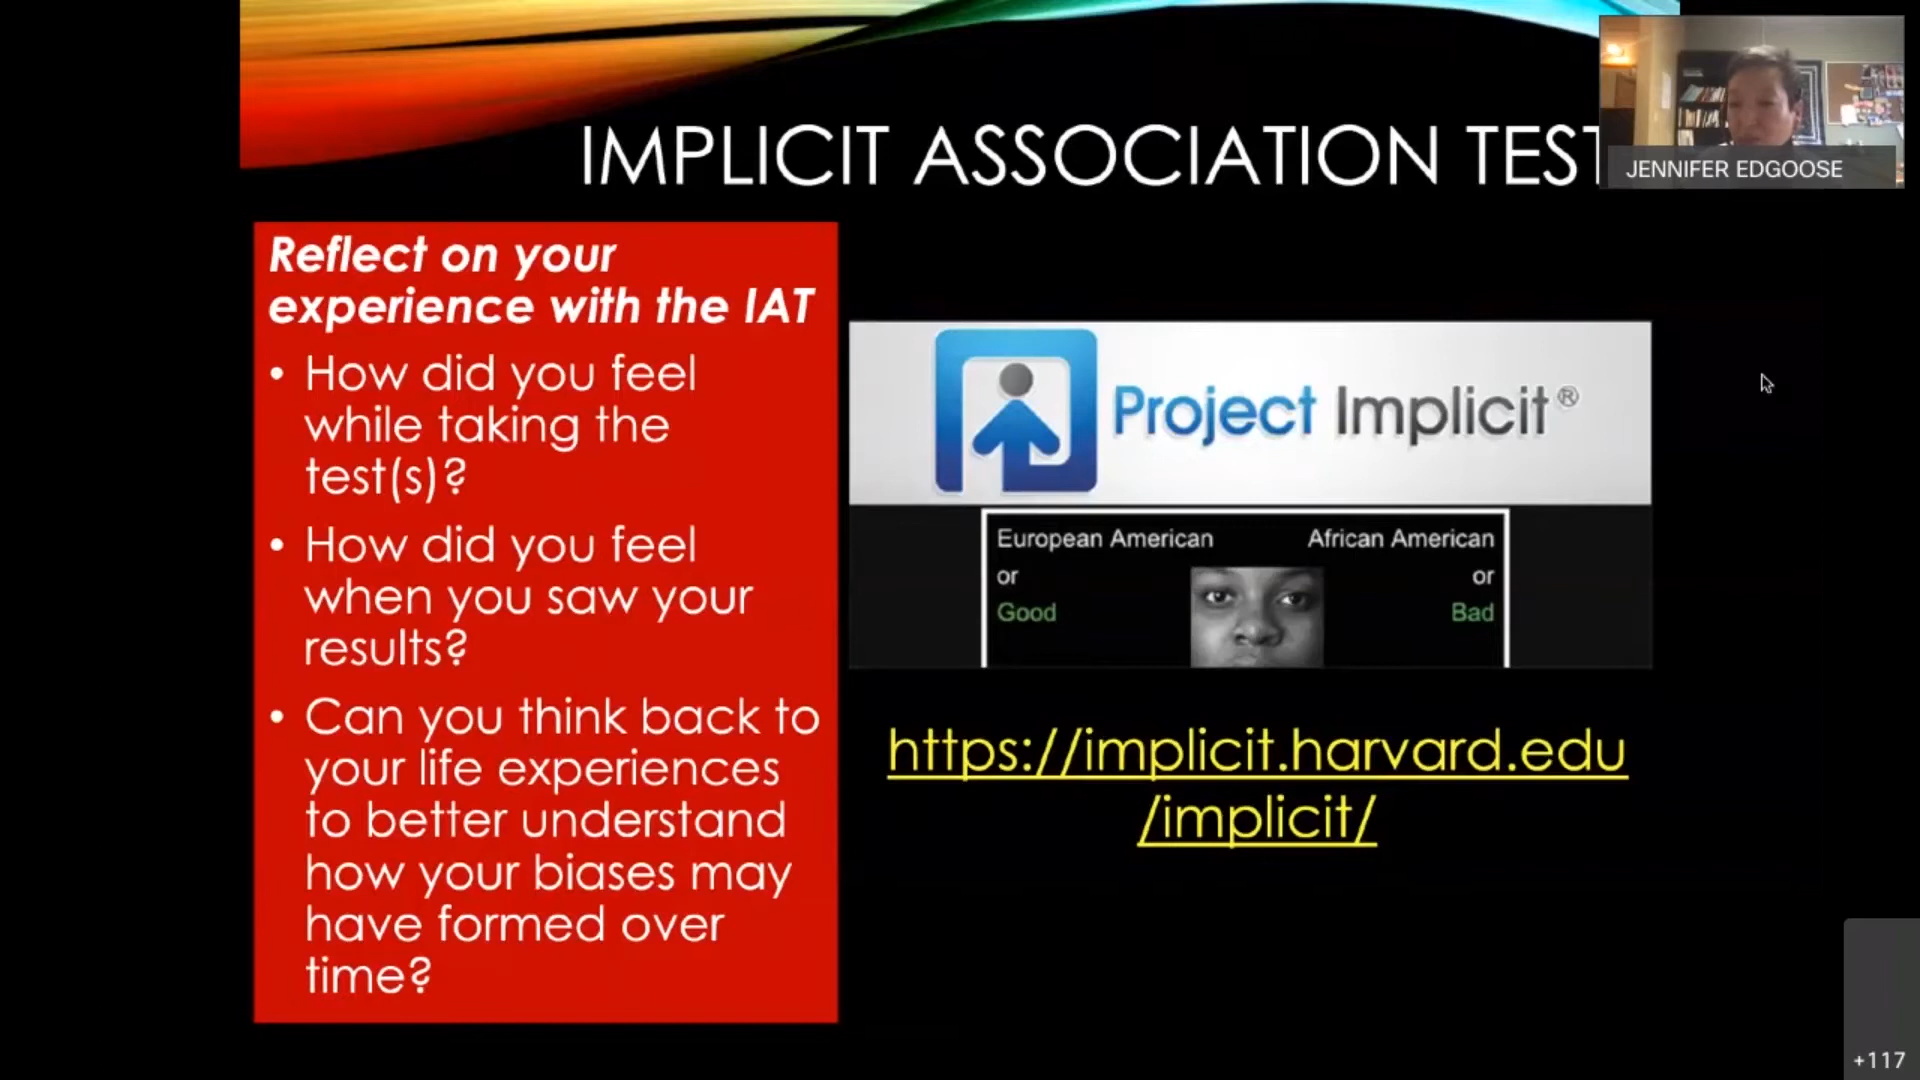 IMPLICIT ASSOCIATION TEST
JENNIFER EDGOOSE
Reflect on your
experience with the IAT
• How did you feel
while taking the
test(s)?
• How did you feel
when you saw your
results?
• Can you think back to
your life experiences
to better understand
how your biases may
have formed over
time?
Project Implicit®
European American
or
Good
African American
or
Bad
https://implicit.harvard.edu
/implicit/
+117